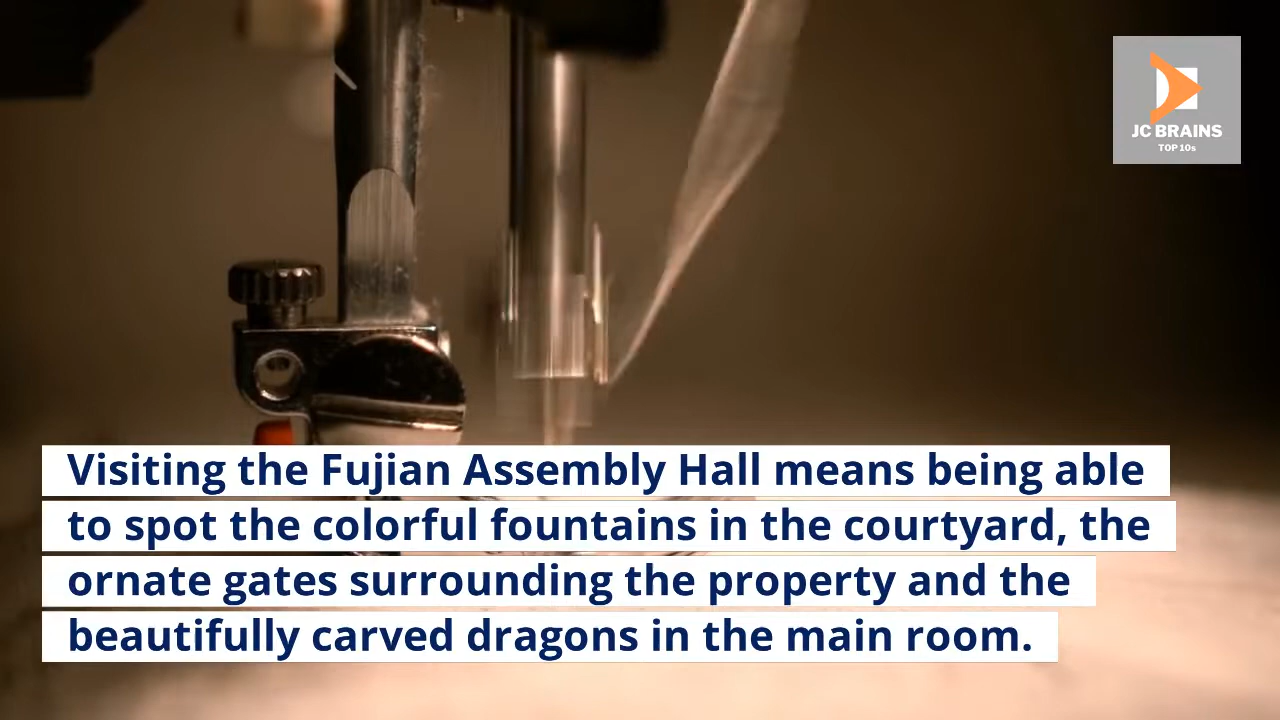 JC BRAINS
TOP 10s
Visiting the Fujian Assembly Hall means being able
to spot the colorful fountains in the courtyard, the
ornate gates surrounding the property and the
beautifully carved dragons in the main room.